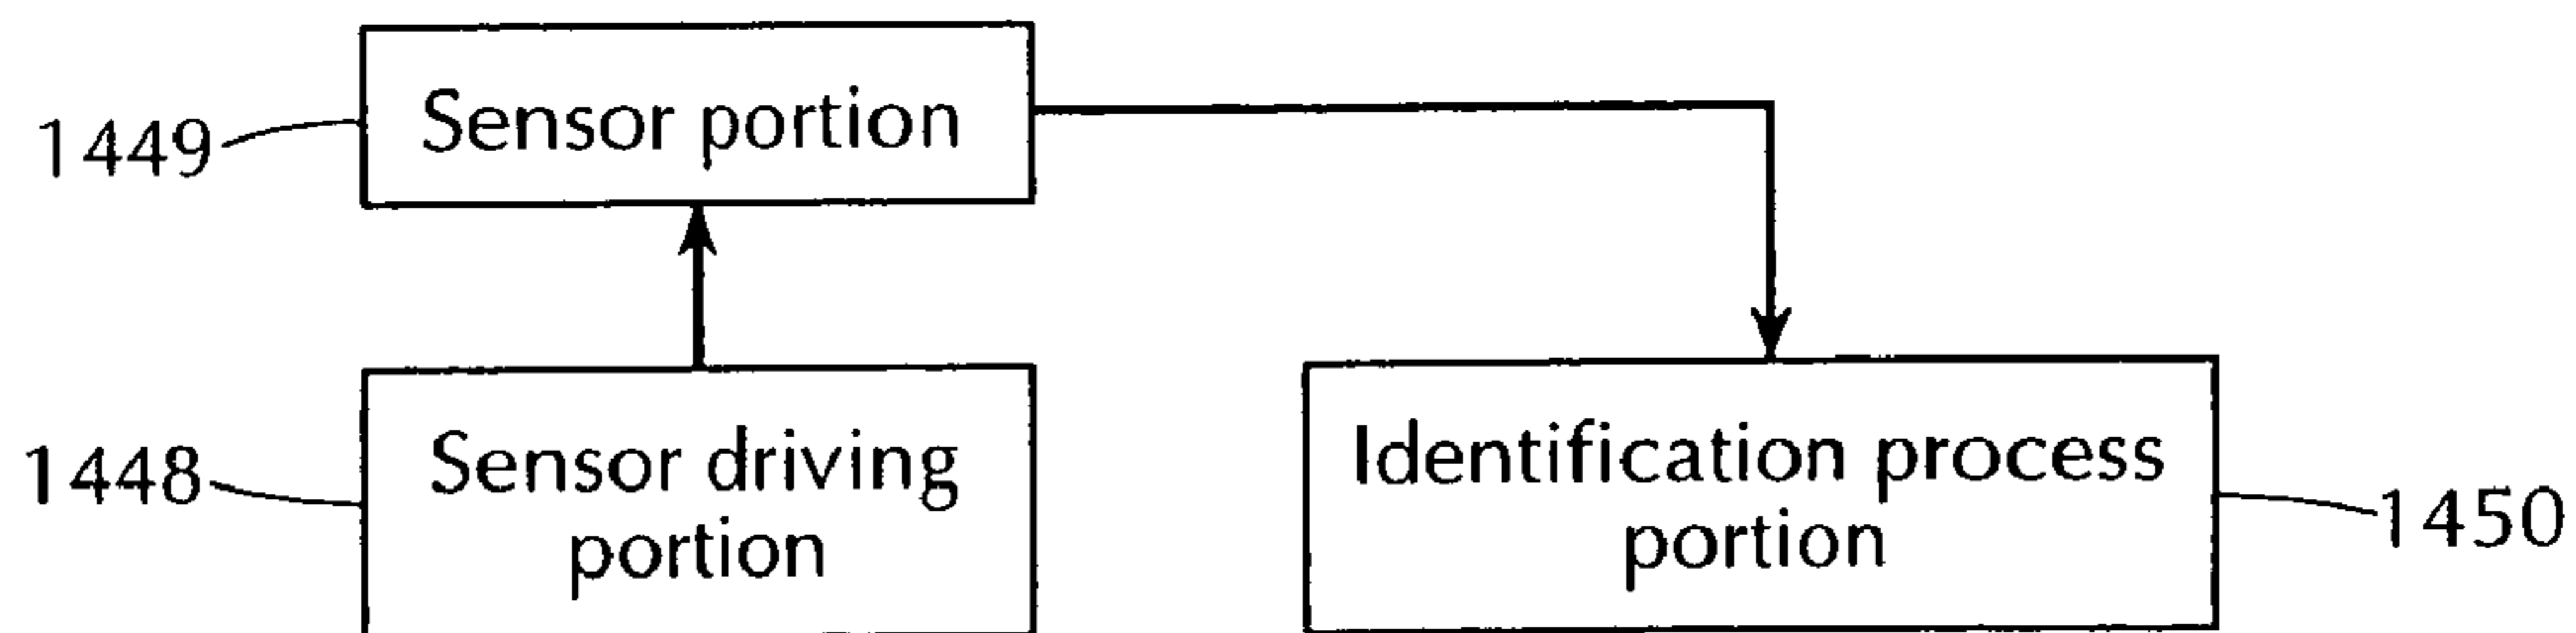 1449
Sensor portion
1448
Sensor driving
portion
Identification process
portion
1450